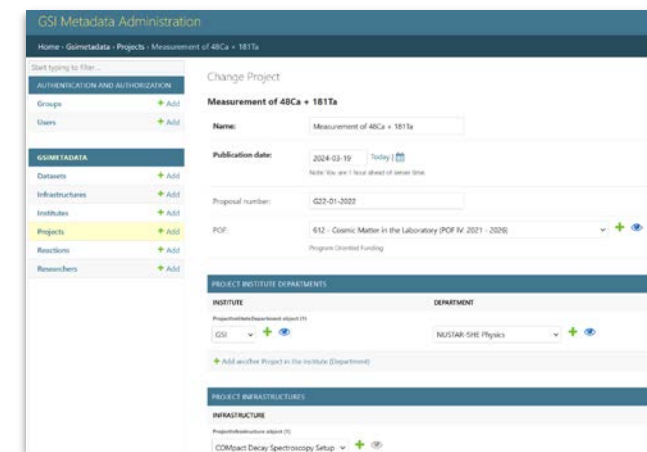 GSI Metadata Administration
Home › Gsimetadata › Projects › Measurement of 48Ca + 181Ta
Start typing to filter...
AUTHENTICATION AND AUTHORIZATION
Groups + Add
Users + Add
GSIMETADATA
Datasets + Add
Infrastructures + Add
Institutes + Add
Projects + Add
Reactions + Add
Researchers + Add
Change Project
Measurement of 48Ca + 181Ta
Name: Measurement of 48Ca + 181Ta
Publication date: 2024-03-19 Today |
Note: You are 1 hour ahead of server time.
Proposal number: G22-01-2022
POF: 612 - Cosmic Matter in the Laboratory (POF IV: 2021 - 2026)
Program Oriented Funding
PROJECT INSTITUTE DEPARTMENTS
INSTITUTE DEPARTMENT
ProjectInstituteDepartment object (1)
GSI NUSTAR-SHE Physics
+ Add another Project in the Institute (Department)
PROJECT INFRASTRUCTURES
INFRASTRUCTURE
ProjectInfrastructure object (1)
COMpact Decay Spectroscopy Setup